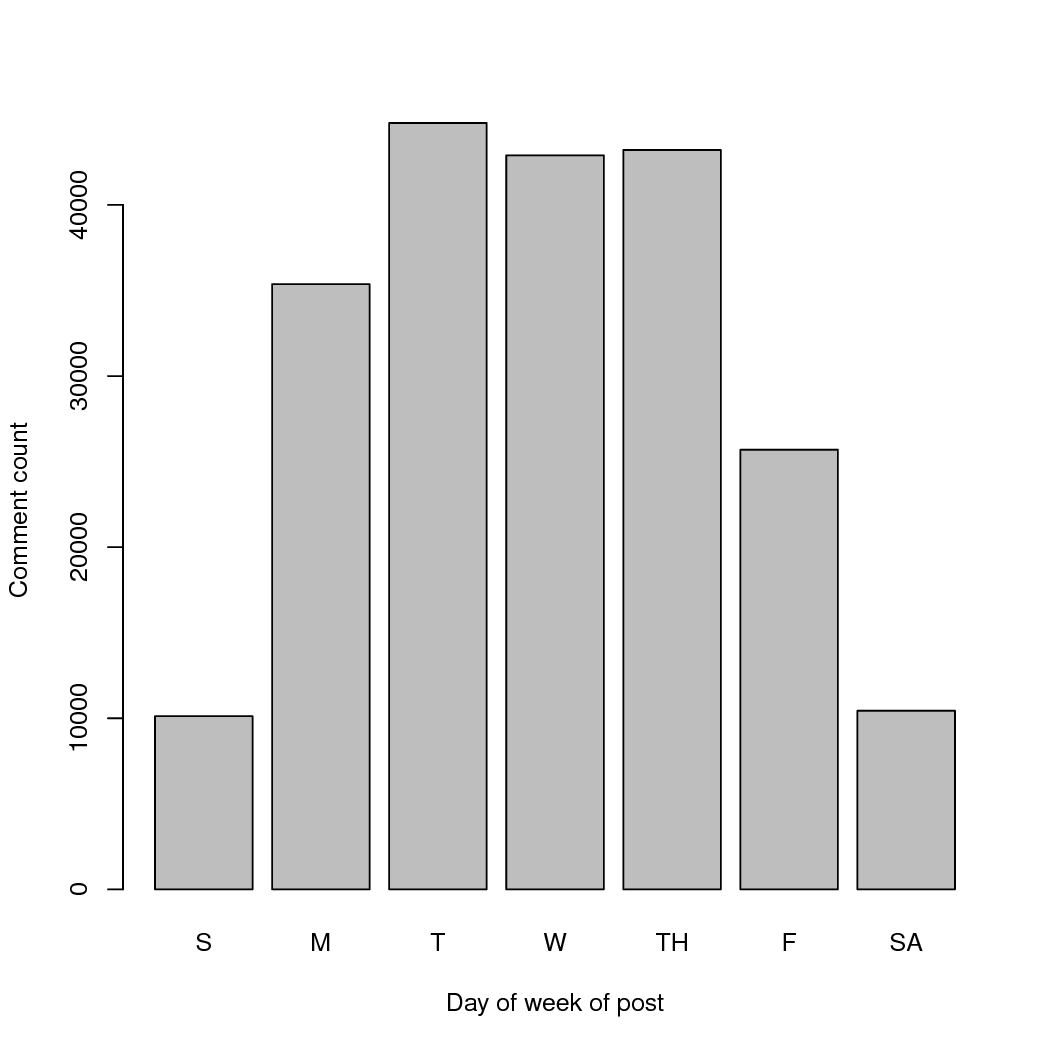 Comment count
40000
30000
20000
10000
0
S M T W TH F SA
Day of week of post